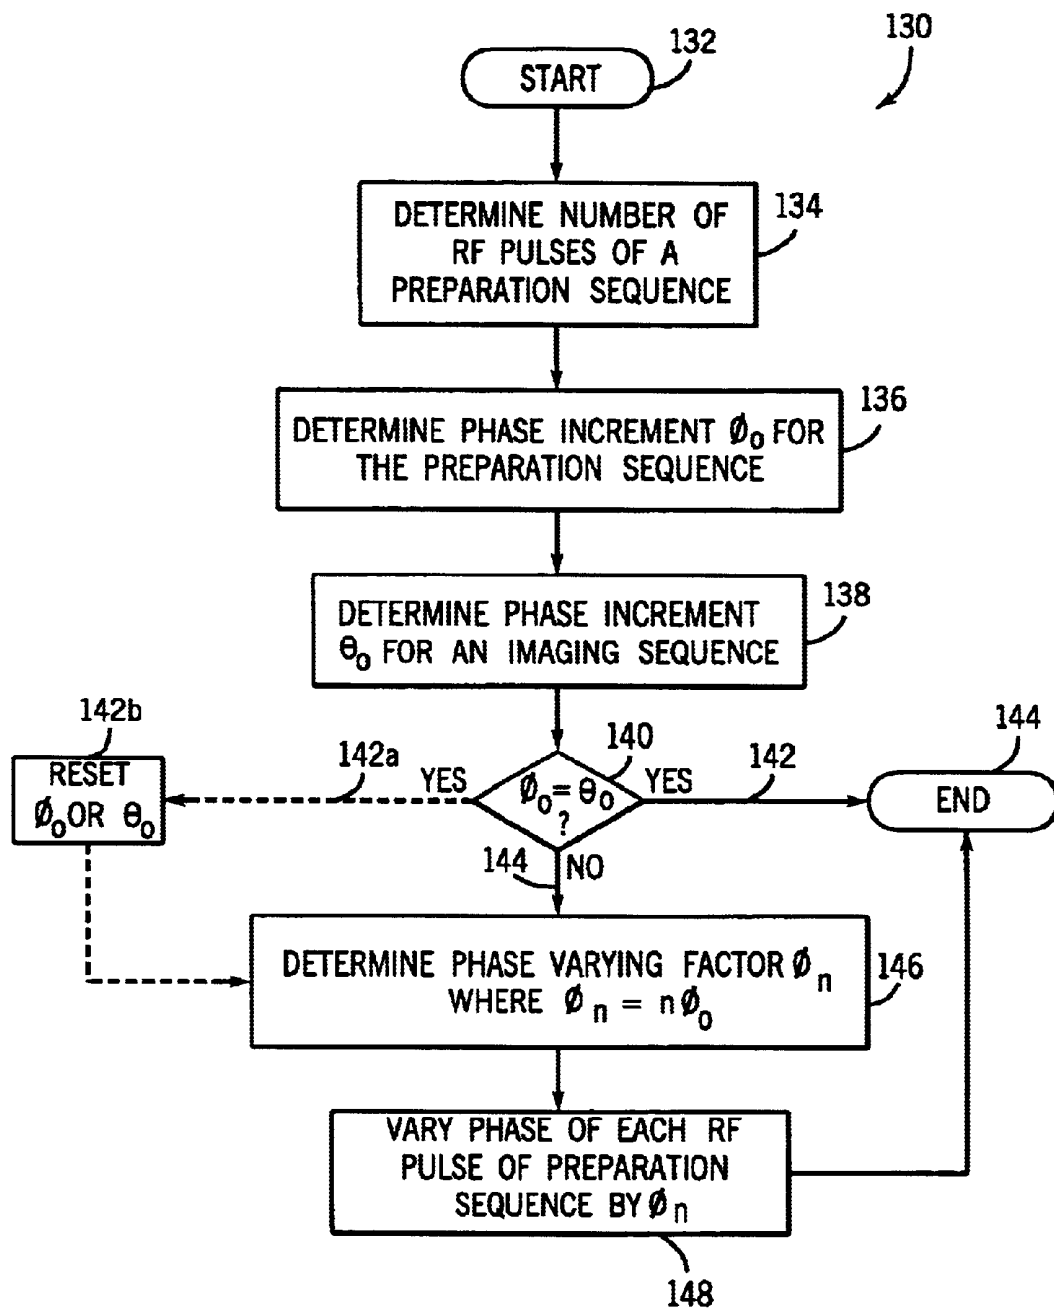 130
132
START
134
DETERMINE NUMBER OF
RF PULSES OF A
PREPARATION SEQUENCE
136
DETERMINE PHASE INCREMENT Ø₀ FOR
THE PREPARATION SEQUENCE
138
DETERMINE PHASE INCREMENT
θ₀ FOR AN IMAGING SEQUENCE
142b
RESET
Ø₀ OR θ₀
142a
YES
140
Ø₀ = θ₀
?
YES
142
144
END
144
NO
146
DETERMINE PHASE VARYING FACTOR Øₙ
WHERE Øₙ = nØ₀
VARY PHASE OF EACH RF
PULSE OF PREPARATION
SEQUENCE BY Øₙ
148